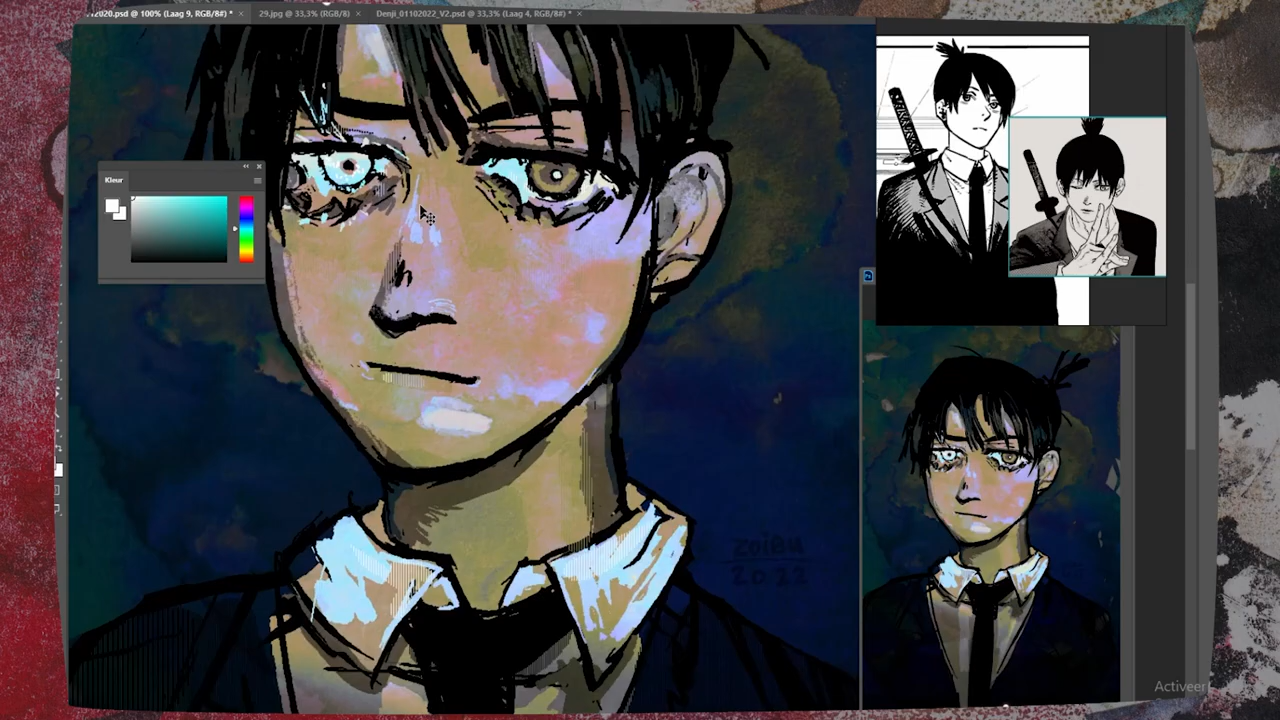 2020.psd @ 100% (Laag 9, RGB/8#) *
29.jpg @ 33,3% (RGB/8)
Denji_01102022_V2.psd @ 33,3% (Laag 4, RGB/8#) *
Kleur
zoiBu
2022
Activeer